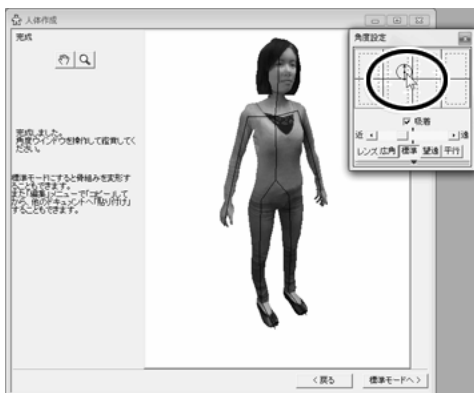 人体作成
完成
完成しました。
角度ウインドウを操作して鑑賞してください。
標準モードにすると骨組みを変形することもできます。
また「編集」メニューで「コピー」してから、他のドキュメントへ「貼り付け」することもできます。
角度設定
吸着
近
遠
レンズ 広角 標準 望遠 平行
< 戻る
標準モードへ >